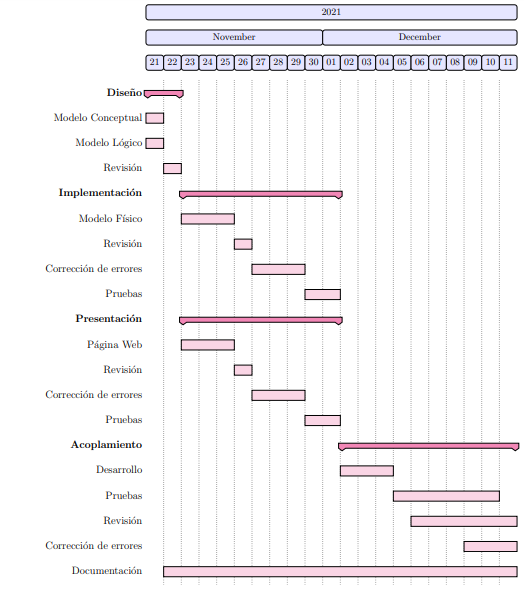 2021
November December
21 22 23 24 25 26 27 28 29 30 01 02 03 04 05 06 07 08 09 10 11
Diseño
Modelo Conceptual
Modelo Lógico
Revisión
Implementación
Modelo Físico
Revisión
Corrección de errores
Pruebas
Presentación
Página Web
Revisión
Corrección de errores
Pruebas
Acoplamiento
Desarrollo
Pruebas
Revisión
Corrección de errores
Documentación